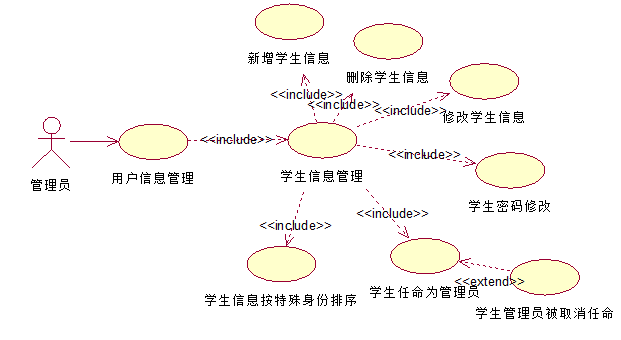 新增学生信息
删除学生信息
<<include>>
<<include>>
<<include>>
修改学生信息
管理员
用户信息管理
<<include>>
学生信息管理
<<include>>
学生密码修改
<<include>>
<<include>>
学生信息按特殊身份排序
学生任命为管理员
<<extend>>
学生管理员被取消任命